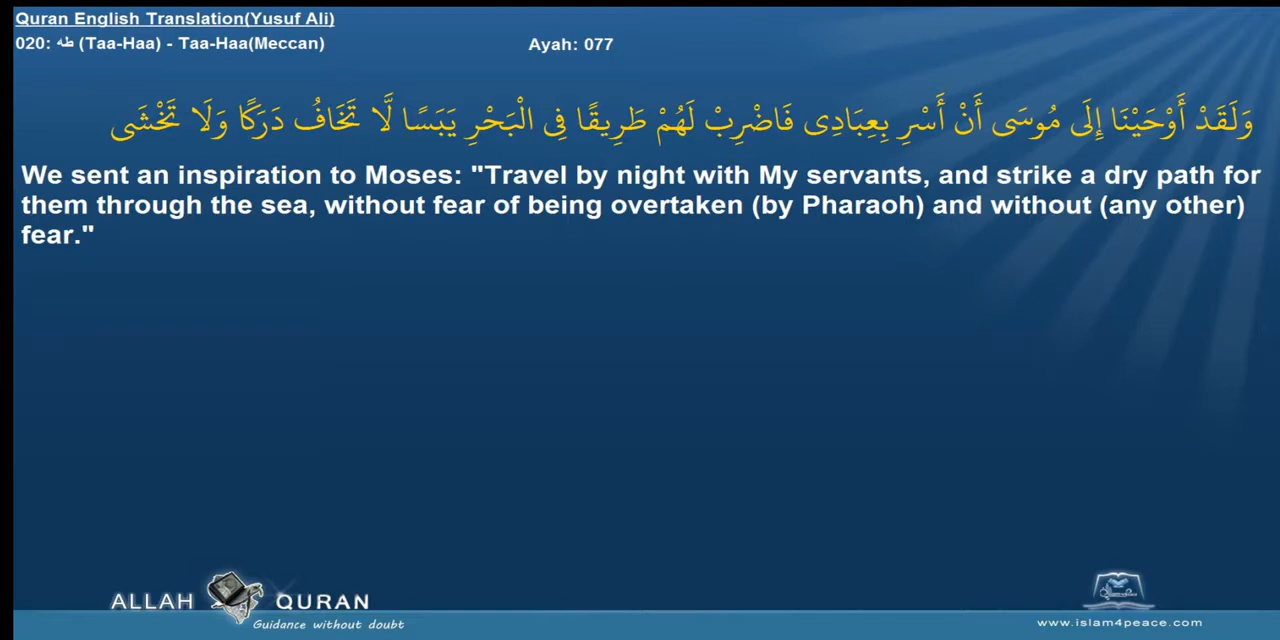 Quran English Translation(Yusuf Ali)
020: طه (Taa-Haa) - Taa-Haa(Meccan)
Ayah: 077
وَلَقَدْ أَوْحَيْنَا إِلَى مُوسَى أَنْ أَسْرِ بِعِبَادِى فَاضْرِبْ لَهُمْ طَرِيقًا فِى الْبَحْرِ يَبَسًا لَّا تَخَافُ دَرَكًا وَلَا تَخْشَى
We sent an inspiration to Moses: "Travel by night with My servants, and strike a dry path for
them through the sea, without fear of being overtaken (by Pharaoh) and without (any other)
fear."
ALLAH QURAN
Guidance without doubt
www.islam4peace.com